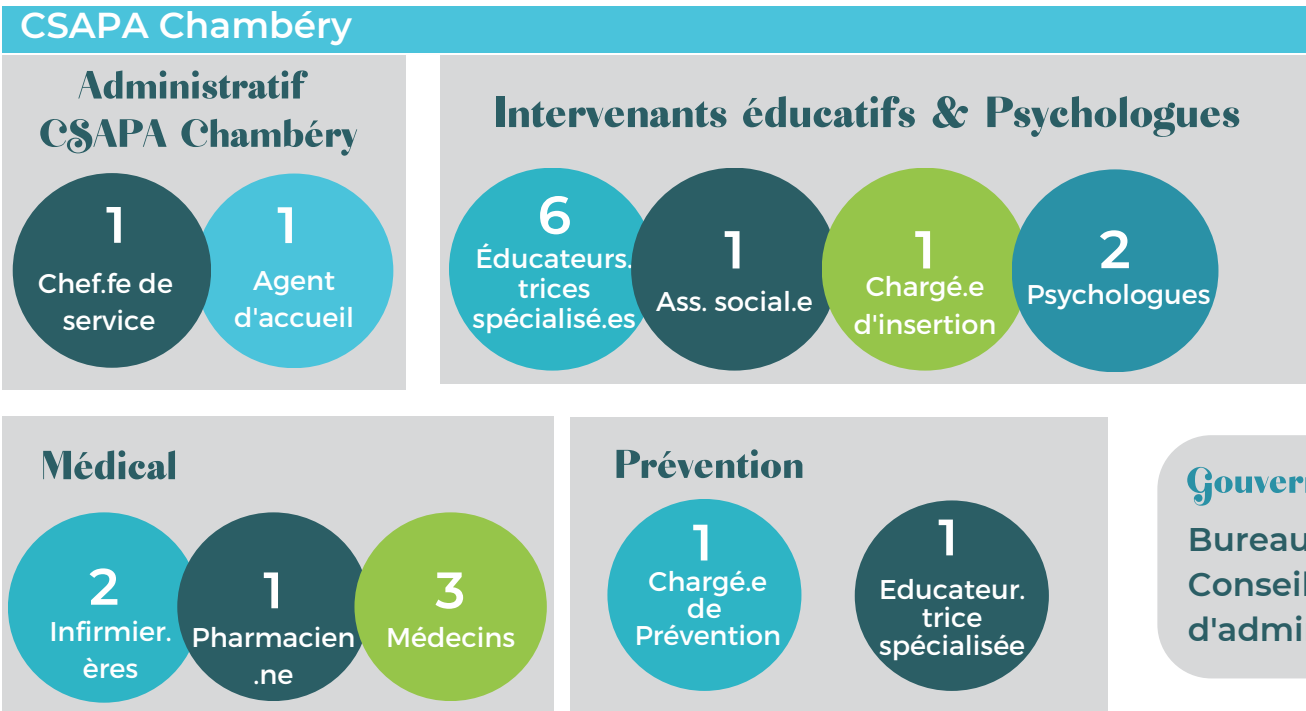 CSAPA Chambéry
Administratif
CSAPA Chambéry
1
Chef.fe de
service
1
Agent
d'accueil
Intervenants éducatifs & Psychologues
6
Éducateurs.
trices
spécialisé.es
1
Ass. social.e
1
Chargé.e
d'insertion
2
Psychologues
Médical
2
Infirmier.
ères
1
Pharmacien
.ne
3
Médecins
Prévention
1
Chargé.e
de
Prévention
1
Educateur.
trice
spécialisée
Bureau
Conseil